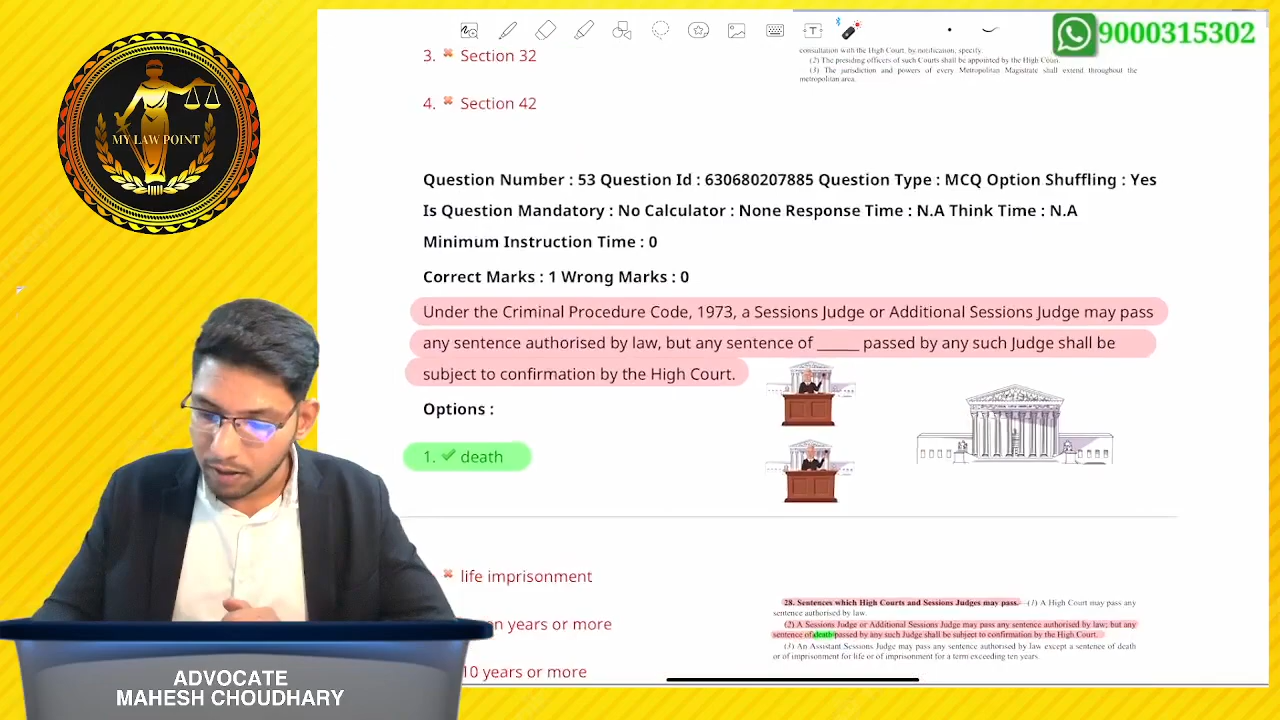 MY LAW POINT
9000315302
3. Section 32
4. Section 42
consultation with the High Court, by notification, specify.
(2) The presiding officers of such Courts shall be appointed by the High Court.
(3) The jurisdiction and powers of every Metropolitan Magistrate shall extend throughout the
metropolitan area.
Question Number : 53 Question Id : 630680207885 Question Type : MCQ Option Shuffling : Yes
Is Question Mandatory : No Calculator : None Response Time : N.A Think Time : N.A
Minimum Instruction Time : 0
Correct Marks : 1 Wrong Marks : 0
Under the Criminal Procedure Code, 1973, a Sessions Judge or Additional Sessions Judge may pass
any sentence authorised by law, but any sentence of ______ passed by any such Judge shall be
subject to confirmation by the High Court.
Options :
1. death
life imprisonment
years or more
10 years or more
28. Sentences which High Courts and Sessions Judges may pass.—(1) A High Court may pass any
sentence authorised by law.
(2) A Sessions Judge or Additional Sessions Judge may pass any sentence authorised by law; but any
sentence of death passed by any such Judge shall be subject to confirmation by the High Court.
(3) An Assistant Sessions Judge may pass any sentence authorised by law except a sentence of death
or of imprisonment for life or of imprisonment for a term exceeding ten years.
ADVOCATE
MAHESH CHOUDHARY